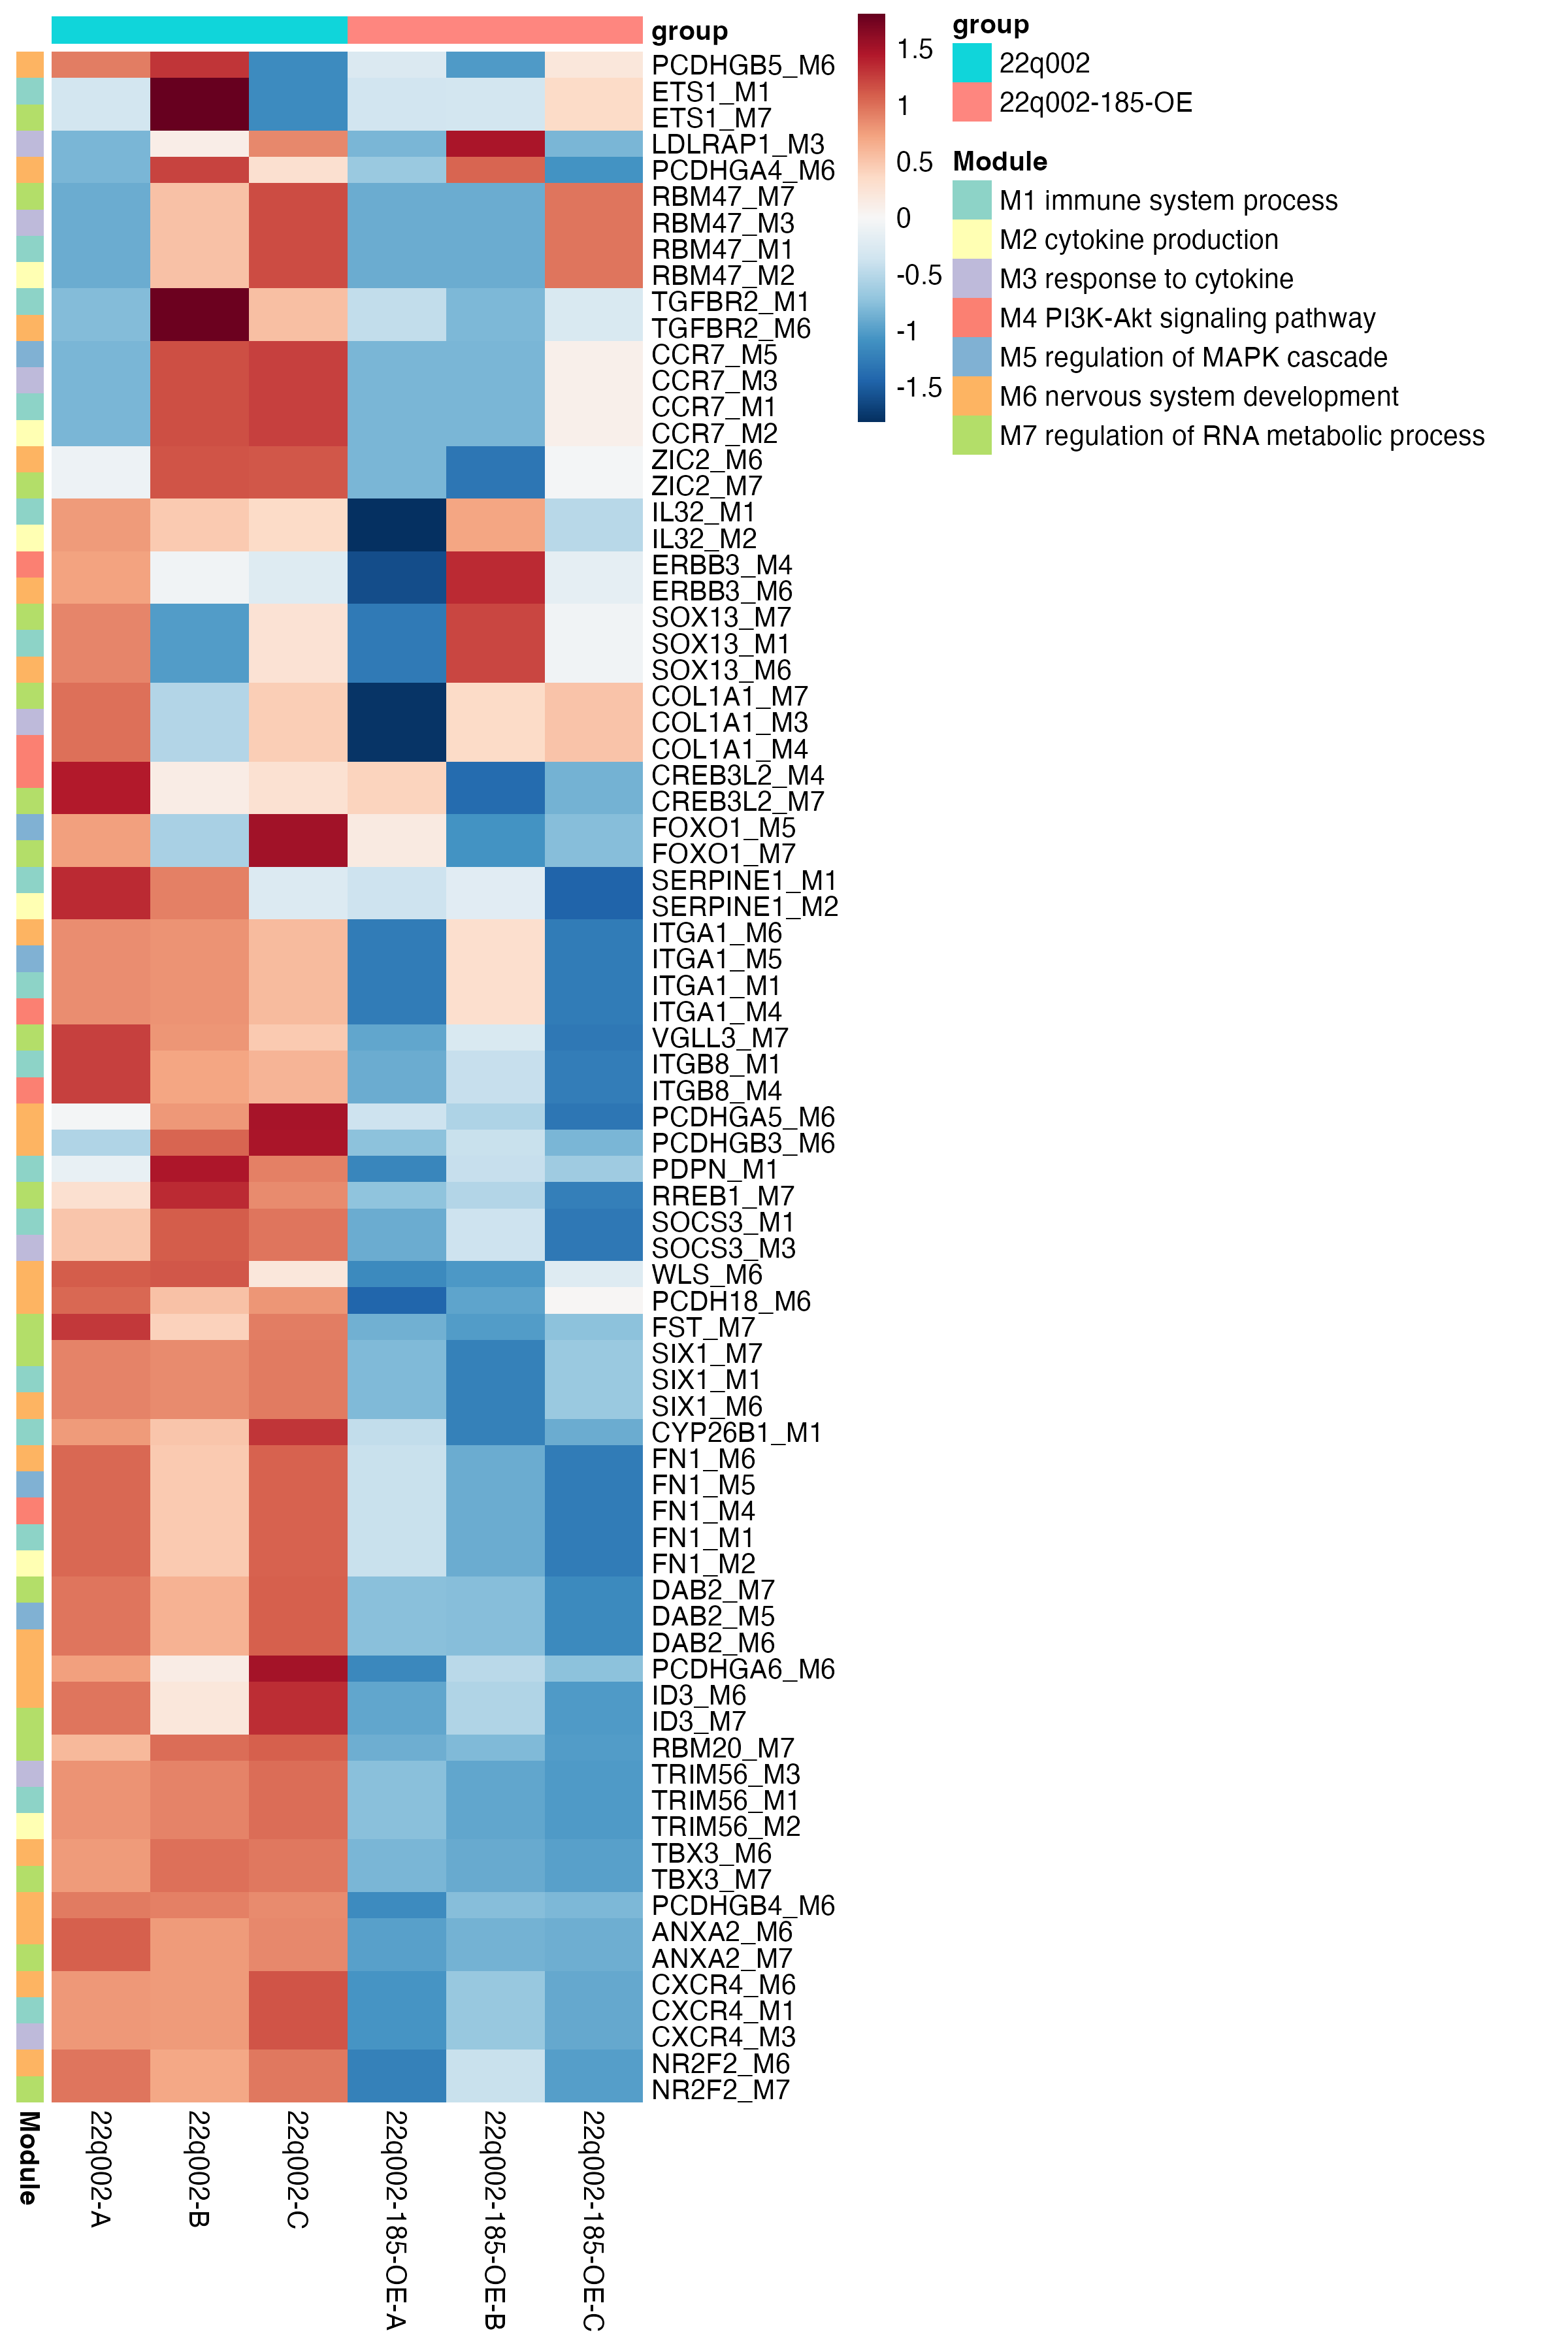 group
PCDHGB5_M6
ETS1_M1
ETS1_M7
LDLRAP1_M3
PCDHGA4_M6
RBM47_M7
RBM47_M3
RBM47_M1
RBM47_M2
TGFBR2_M1
TGFBR2_M6
CCR7_M5
CCR7_M3
CCR7_M1
CCR7_M2
ZIC2_M6
ZIC2_M7
IL32_M1
IL32_M2
ERBB3_M4
ERBB3_M6
SOX13_M7
SOX13_M1
SOX13_M6
COL1A1_M7
COL1A1_M3
COL1A1_M4
CREB3L2_M4
CREB3L2_M7
FOXO1_M5
FOXO1_M7
SERPINE1_M1
SERPINE1_M2
ITGA1_M6
ITGA1_M5
ITGA1_M1
ITGA1_M4
VGLL3_M7
ITGB8_M1
ITGB8_M4
PCDHGA5_M6
PCDHGB3_M6
PDPN_M1
RREB1_M7
SOCS3_M1
SOCS3_M3
WLS_M6
PCDH18_M6
FST_M7
SIX1_M7
SIX1_M1
SIX1_M6
CYP26B1_M1
FN1_M6
FN1_M5
FN1_M4
FN1_M1
FN1_M2
DAB2_M7
DAB2_M5
DAB2_M6
PCDHGA6_M6
ID3_M6
ID3_M7
RBM20_M7
TRIM56_M3
TRIM56_M1
TRIM56_M2
TBX3_M6
TBX3_M7
PCDHGB4_M6
ANXA2_M6
ANXA2_M7
CXCR4_M6
CXCR4_M1
CXCR4_M3
NR2F2_M6
NR2F2_M7
Module
22q002-A
22q002-B
22q002-C
22q002-185-OE-A
22q002-185-OE-B
22q002-185-OE-C
1.5
1
0.5
0
-0.5
-1
-1.5
group
22q002
22q002-185-OE
Module
M1 immune system process
M2 cytokine production
M3 response to cytokine
M4 PI3K-Akt signaling pathway
M5 regulation of MAPK cascade
M6 nervous system development
M7 regulation of RNA metabolic process